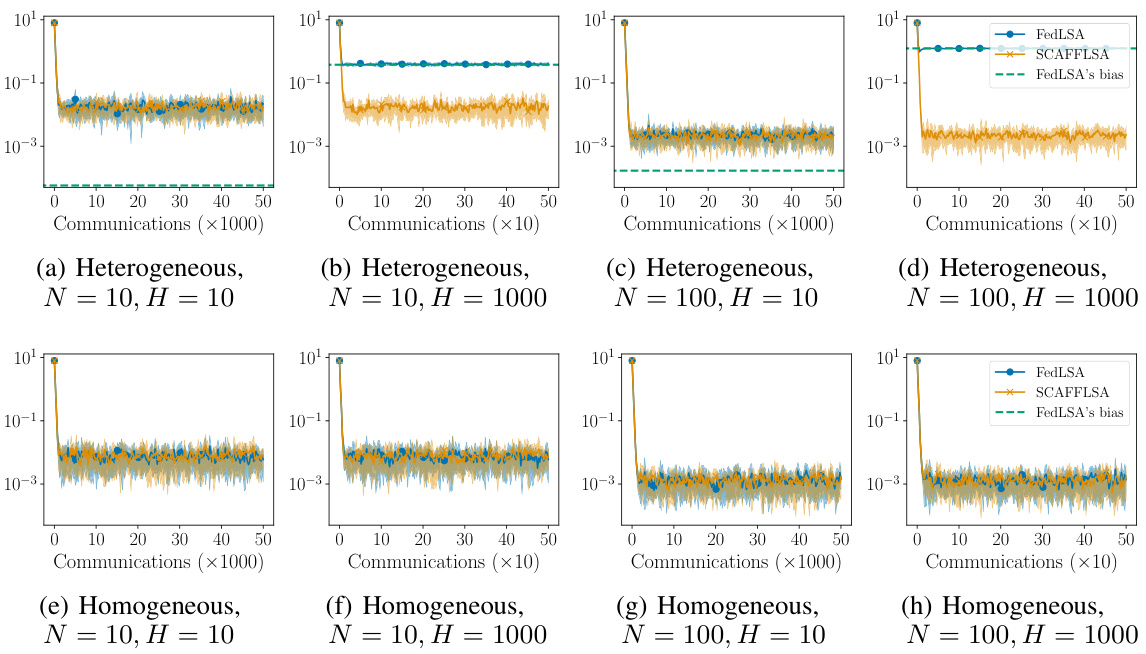 10^1
10^−1
10^−3
0 10 20 30 40 50
Communications (×1000)
(a) Heterogeneous,
N = 10, H = 10
10^1
10^−1
10^−3
0 10 20 30 40 50
Communications (×10)
(b) Heterogeneous,
N = 10, H = 1000
10^1
10^−1
10^−3
0 10 20 30 40 50
Communications (×1000)
(c) Heterogeneous,
N = 100, H = 10
10^1
10^−1
10^−3
FedLSA
SCAFFLSA
FedLSA's bias
0 10 20 30 40 50
Communications (×10)
(d) Heterogeneous,
N = 100, H = 1000
10^1
10^−1
10^−3
0 10 20 30 40 50
Communications (×1000)
(e) Homogeneous,
N = 10, H = 10
10^1
10^−1
10^−3
0 10 20 30 40 50
Communications (×10)
(f) Homogeneous,
N = 10, H = 1000
10^1
10^−1
10^−3
0 10 20 30 40 50
Communications (×1000)
(g) Homogeneous,
N = 100, H = 10
10^1
10^−1
10^−3
FedLSA
SCAFFLSA
FedLSA's bias
0 10 20 30 40 50
Communications (×10)
(h) Homogeneous,
N = 100, H = 1000